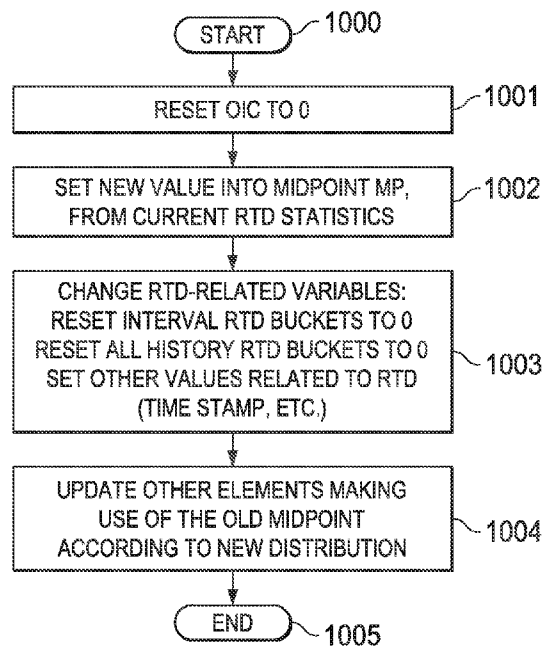 START
1000
RESET OIC TO 0
1001
SET NEW VALUE INTO MIDPOINT MP,
FROM CURRENT RTD STATISTICS
1002
CHANGE RTD-RELATED VARIABLES:
RESET INTERVAL RTD BUCKETS TO 0
RESET ALL HISTORY RTD BUCKETS TO 0
SET OTHER VALUES RELATED TO RTD
(TIME STAMP, ETC.)
1003
UPDATE OTHER ELEMENTS MAKING
USE OF THE OLD MIDPOINT
ACCORDING TO NEW DISTRIBUTION
1004
END
1005